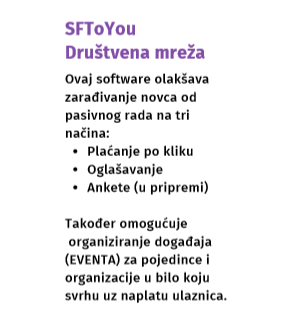 SFToYou
Društvena mreža
Ovaj software olakšava
zarađivanje novca od
pasivnog rada na tri
načina:
• Plaćanje po kliku
• Oglašavanje
• Ankete (u pripremi)
Također omogućuje
organiziranje događaja
(EVENTA) za pojedince i
organizacije u bilo koju
svrhu uz naplatu ulaznica.